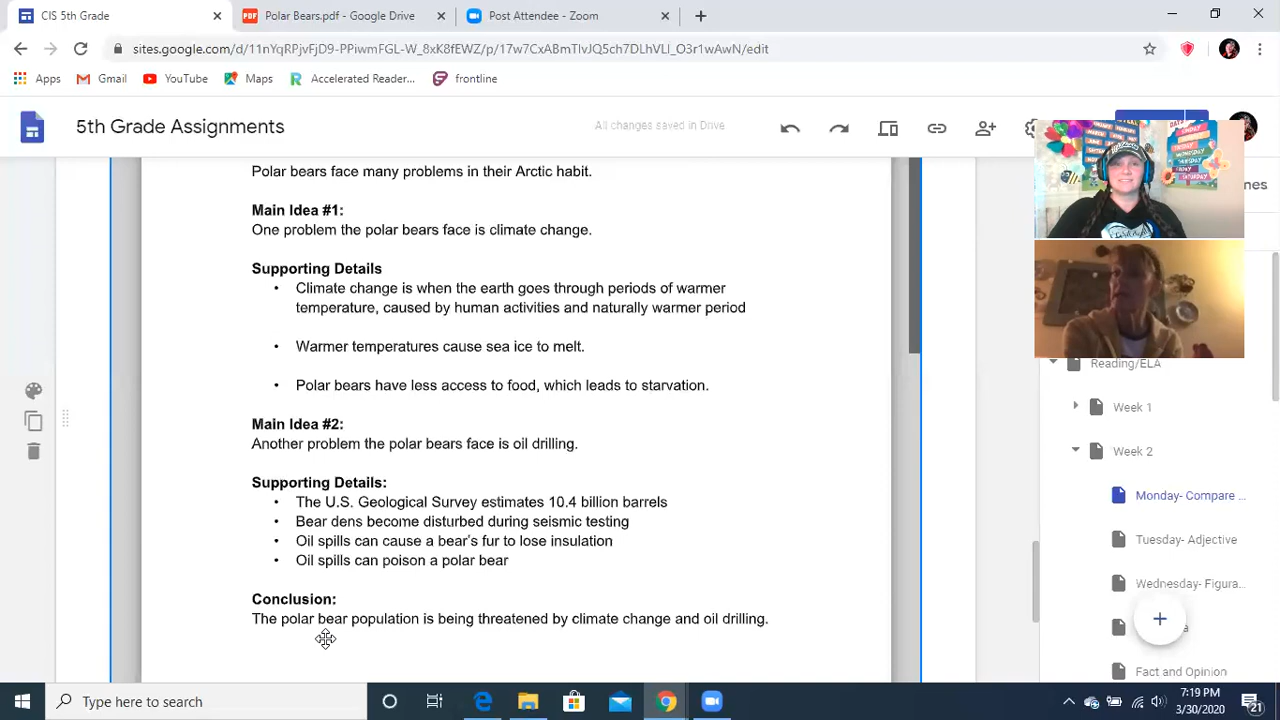 CIS 5th Grade
Polar Bears.pdf - Google Drive
Post Attendee - Zoom
sites.google.com/d/11nYqRPjvFjD9-PPiwmFGL-W_8xK8fEWZ/p/17w7CxABmTlvJQ5ch7DLhVLl_O3r1wAwN/edit
Apps
Gmail
YouTube
Maps
Accelerated Reader...
frontline
5th Grade Assignments
All changes saved in Drive
Polar bears face many problems in their Arctic habit.
Main Idea #1:
One problem the polar bears face is climate change.
Supporting Details
• Climate change is when the earth goes through periods of warmer
temperature, caused by human activities and naturally warmer period
• Warmer temperatures cause sea ice to melt.
• Polar bears have less access to food, which leads to starvation.
Main Idea #2:
Another problem the polar bears face is oil drilling.
Supporting Details:
• The U.S. Geological Survey estimates 10.4 billion barrels
• Bear dens become disturbed during seismic testing
• Oil spills can cause a bear's fur to lose insulation
• Oil spills can poison a polar bear
Conclusion:
The polar bear population is being threatened by climate change and oil drilling.
SUNDAY
MONDAY
TUESDAY
WEDNESDAY
THURSDAY
FRIDAY
SATURDAY
Reading/ELA
Week 1
Week 2
Monday- Compare ...
Tuesday- Adjective
Wednesday- Figura...
Fact and Opinion
Type here to search
7:19 PM
3/30/2020
21